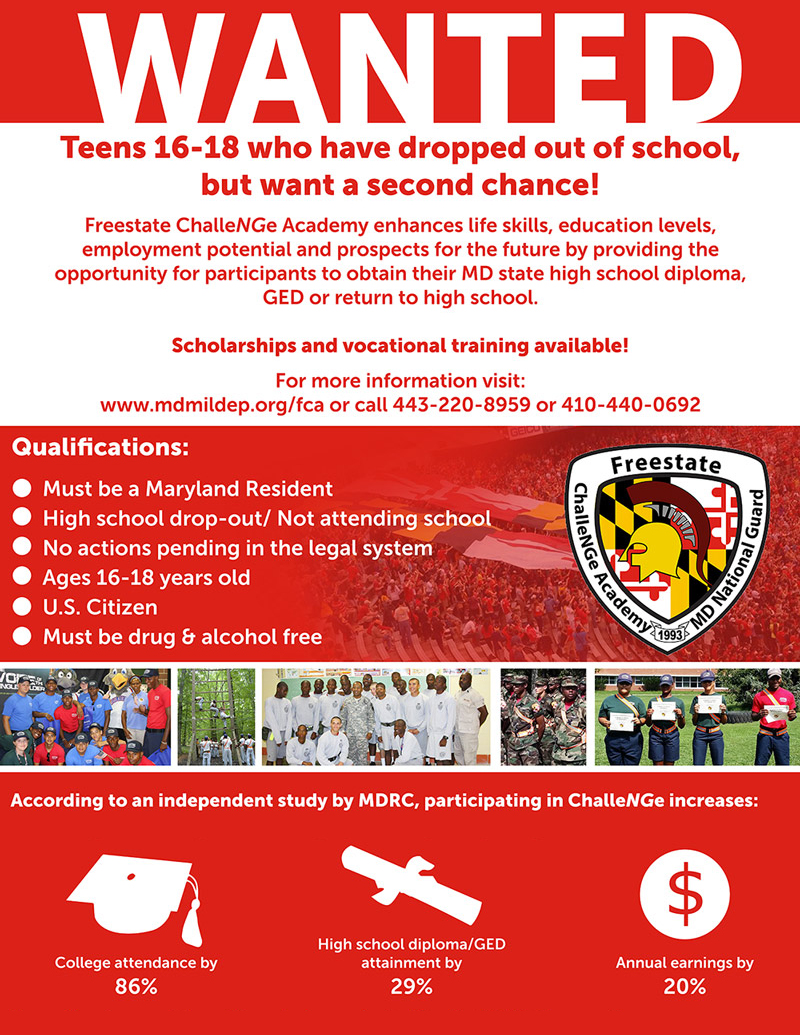 WANTED
Teens 16-18 who have dropped out of school,
but want a second chance!
Freestate ChalleNGe Academy enhances life skills, education levels,
employment potential and prospects for the future by providing the
opportunity for participants to obtain their MD state high school diploma,
GED or return to high school.
Scholarships and vocational training available!
For more information visit:
www.mdmildep.org/fca or call 443-220-8959 or 410-440-0692
Qualifications:
Must be a Maryland Resident
High school drop-out/ Not attending school
No actions pending in the legal system
Ages 16-18 years old
U.S. Citizen
Must be drug & alcohol free
Freestate
ChalleNGe Academy
MD National Guard
1993
According to an independent study by MDRC, participating in ChalleNGe increases:
College attendance by
86%
High school diploma/GED
attainment by
29%
$
Annual earnings by
20%